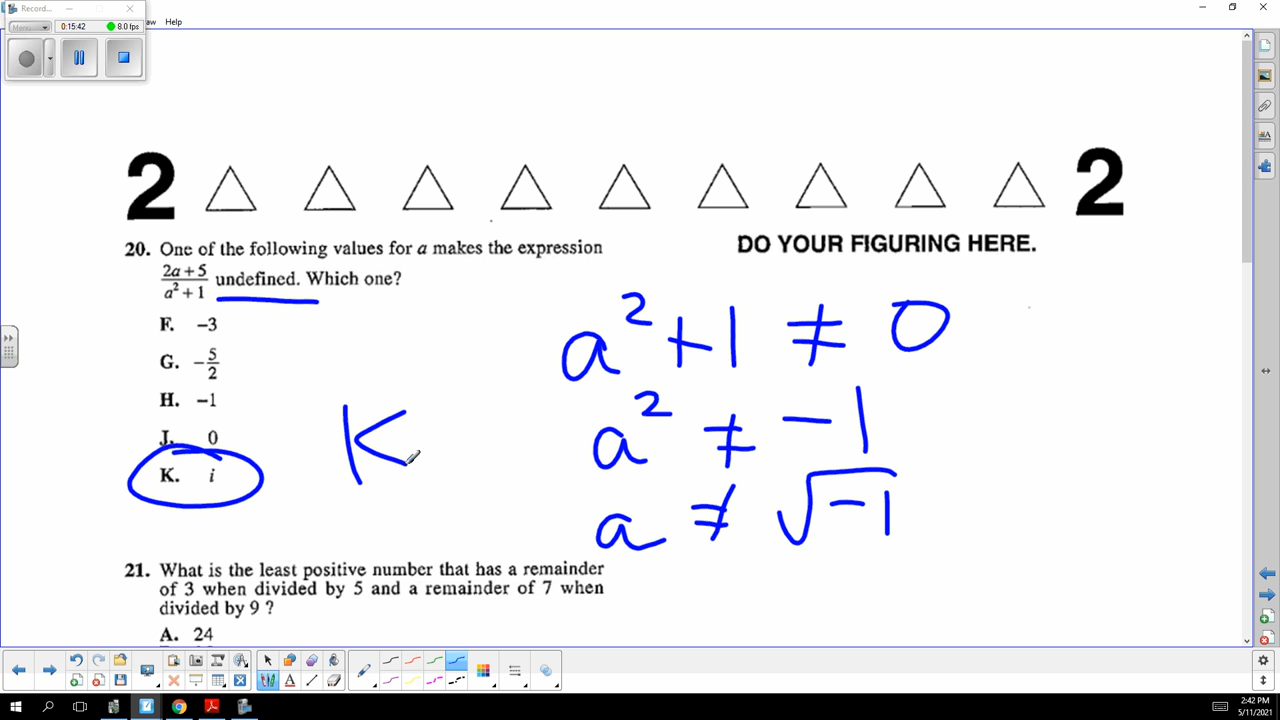 Record...
Menu
0:15:42
8.0 fps
aw Help
2 2
20. One of the following values for a makes the expression
2a+5
a²+1
undefined. Which one?
DO YOUR FIGURING HERE.
F. −3
G. −5/2
H. −1
J. 0
K. i
K
a² + 1 ≠ 0
a² ≠ −1
a ≠ √−1
21. What is the least positive number that has a remainder
of 3 when divided by 5 and a remainder of 7 when
divided by 9 ?
A. 24
2:42 PM
5/11/2021